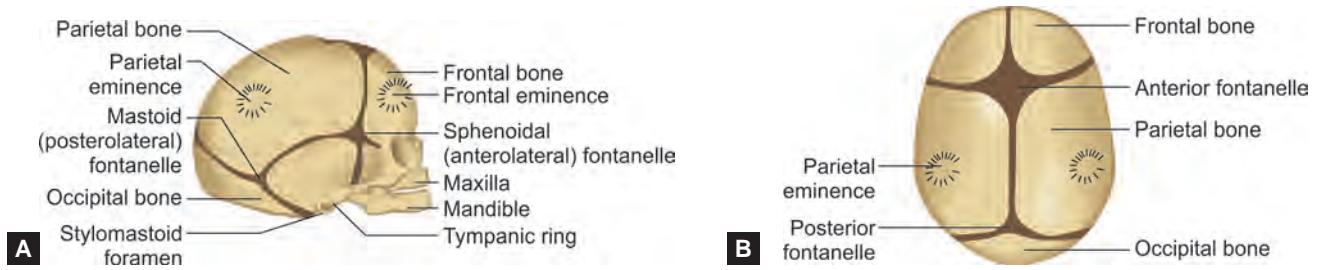 Parietal bone
Parietal
eminence
Mastoid
(posterolateral)
fontanelle
Occipital bone
Stylomastoid
foramen
Frontal bone
Frontal eminence
Sphenoidal
(anterolateral) fontanelle
Maxilla
Mandible
Tympanic ring
A
Frontal bone
Anterior fontanelle
Parietal bone
Parietal
eminence
Posterior
fontanelle
Occipital bone
B